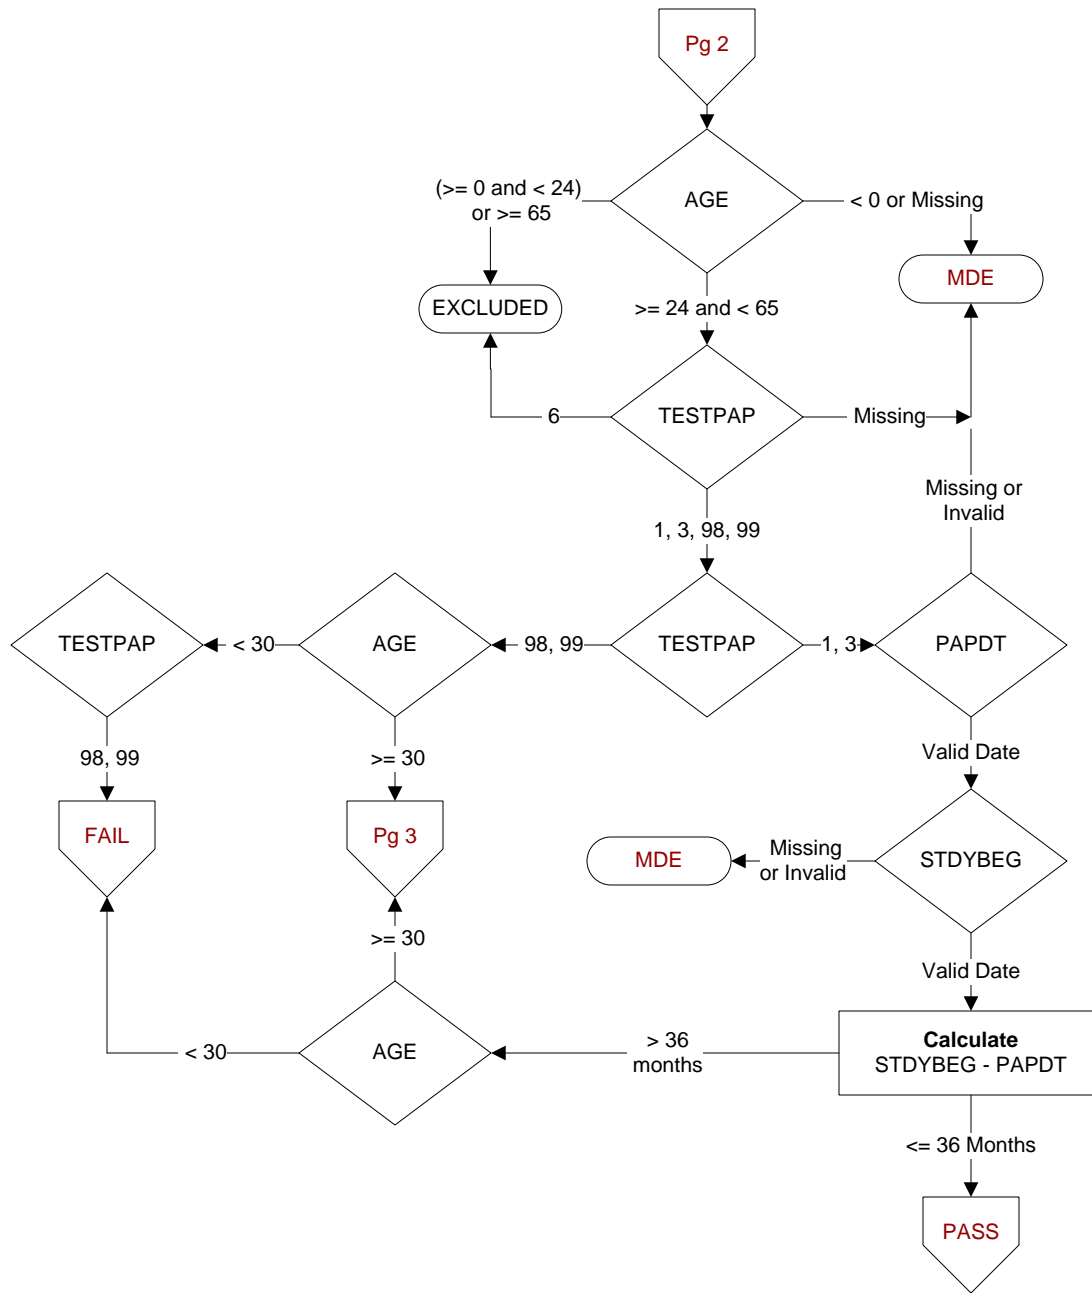 Pg 2
(>= 0 and < 24)
or >= 65
AGE
< 0 or Missing
MDE
EXCLUDED
>= 24 and < 65
6
TESTPAP
Missing
Missing or
Invalid
1, 3, 98, 99
TESTPAP
< 30
AGE
98, 99
TESTPAP
1, 3
PAPDT
98, 99
>= 30
Valid Date
FAIL
Pg 3
MDE
Missing
or Invalid
STDYBEG
>= 30
Valid Date
< 30
AGE
> 36
months
Calculate
STDYBEG - PAPDT
<= 36 Months
PASS